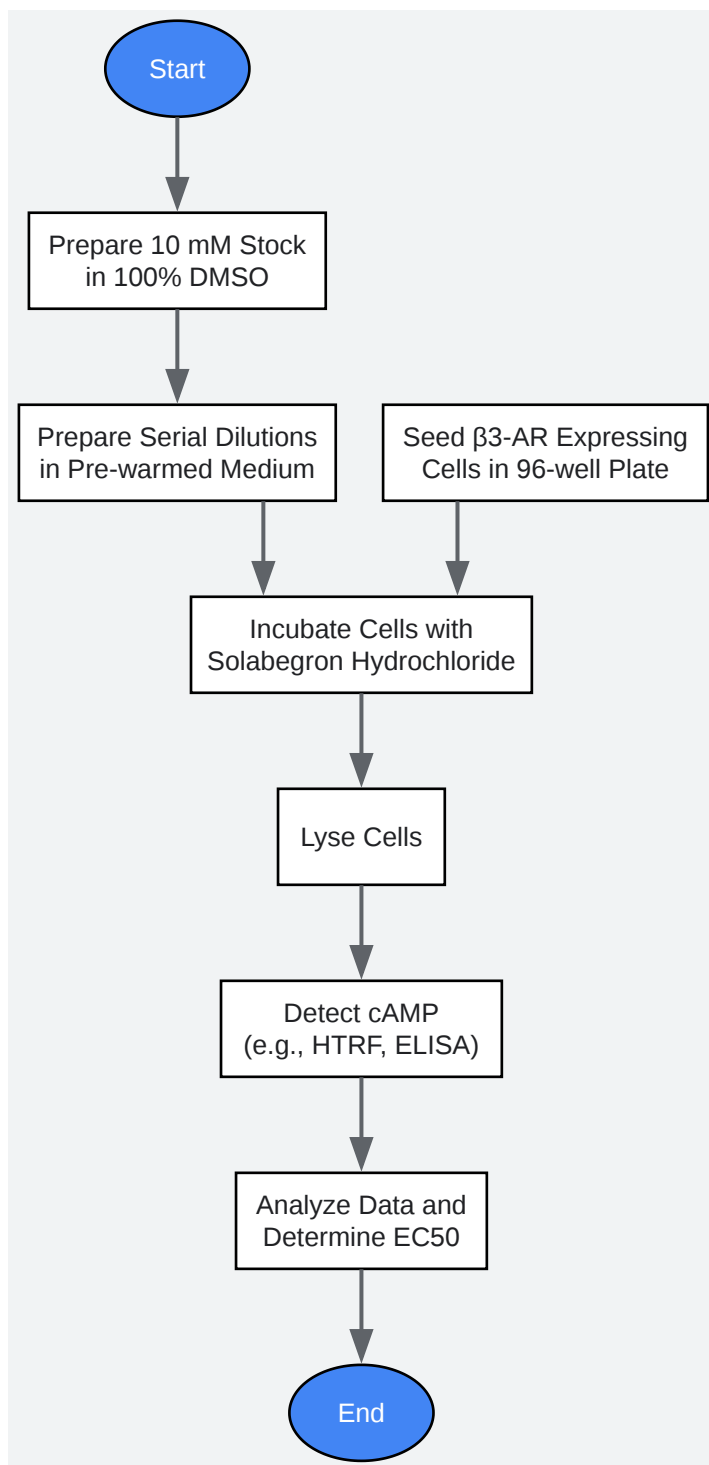 Start
Prepare 10 mM Stock
in 100% DMSO
Prepare Serial Dilutions
in Pre-warmed Medium
Seed β3-AR Expressing
Cells in 96-well Plate
Incubate Cells with
Solabegron Hydrochloride
Lyse Cells
Detect cAMP
(e.g., HTRF, ELISA)
Analyze Data and
Determine EC50
End